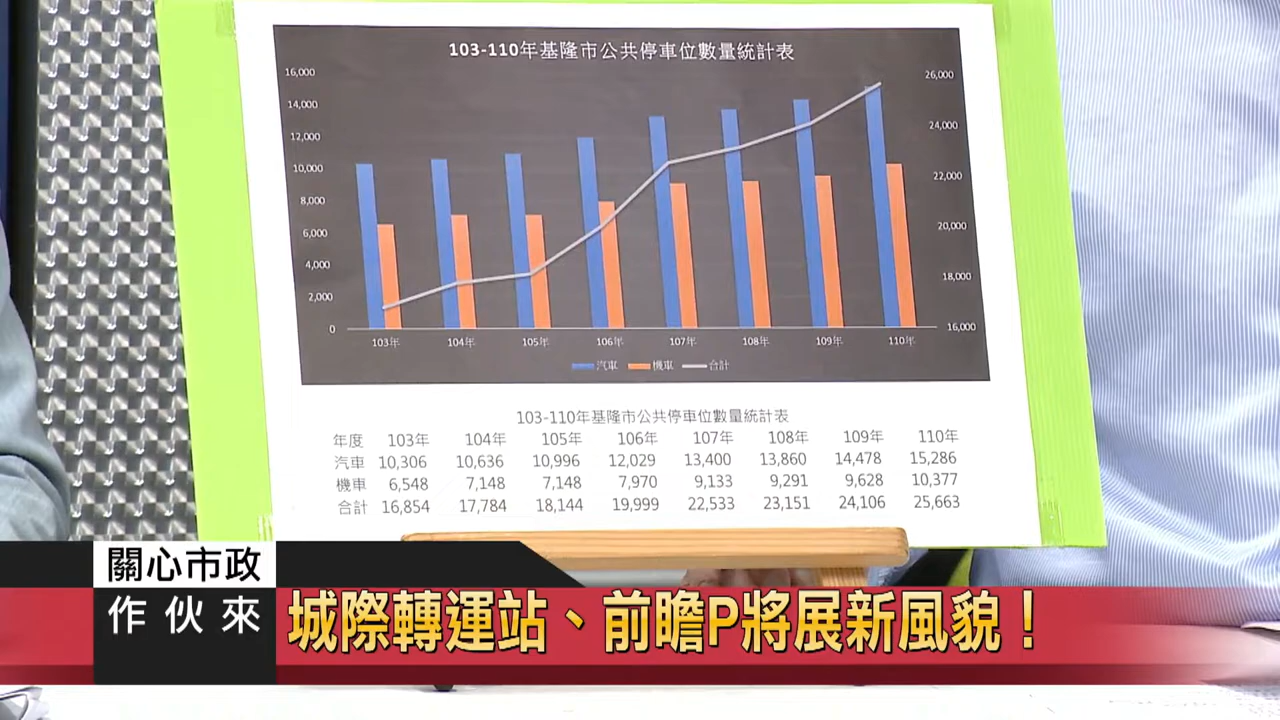 103-110年基隆市公共停車位數量統計表
16,000
14,000
12,000
10,000
8,000
6,000
4,000
2,000
0
26,000
24,000
22,000
20,000
18,000
16,000
103年 104年 105年 106年 107年 108年 109年 110年
汽車 機車 合計
103-110年基隆市公共停車位數量統計表
年度 103年 104年 105年 106年 107年 108年 109年 110年
汽車 10,306 10,636 10,996 12,029 13,400 13,860 14,478 15,286
機車 6,548 7,148 7,148 7,970 9,133 9,291 9,628 10,377
合計 16,854 17,784 18,144 19,999 22,533 23,151 24,106 25,663
關心市政
作伙來
城際轉運站、前瞻P將展新風貌！